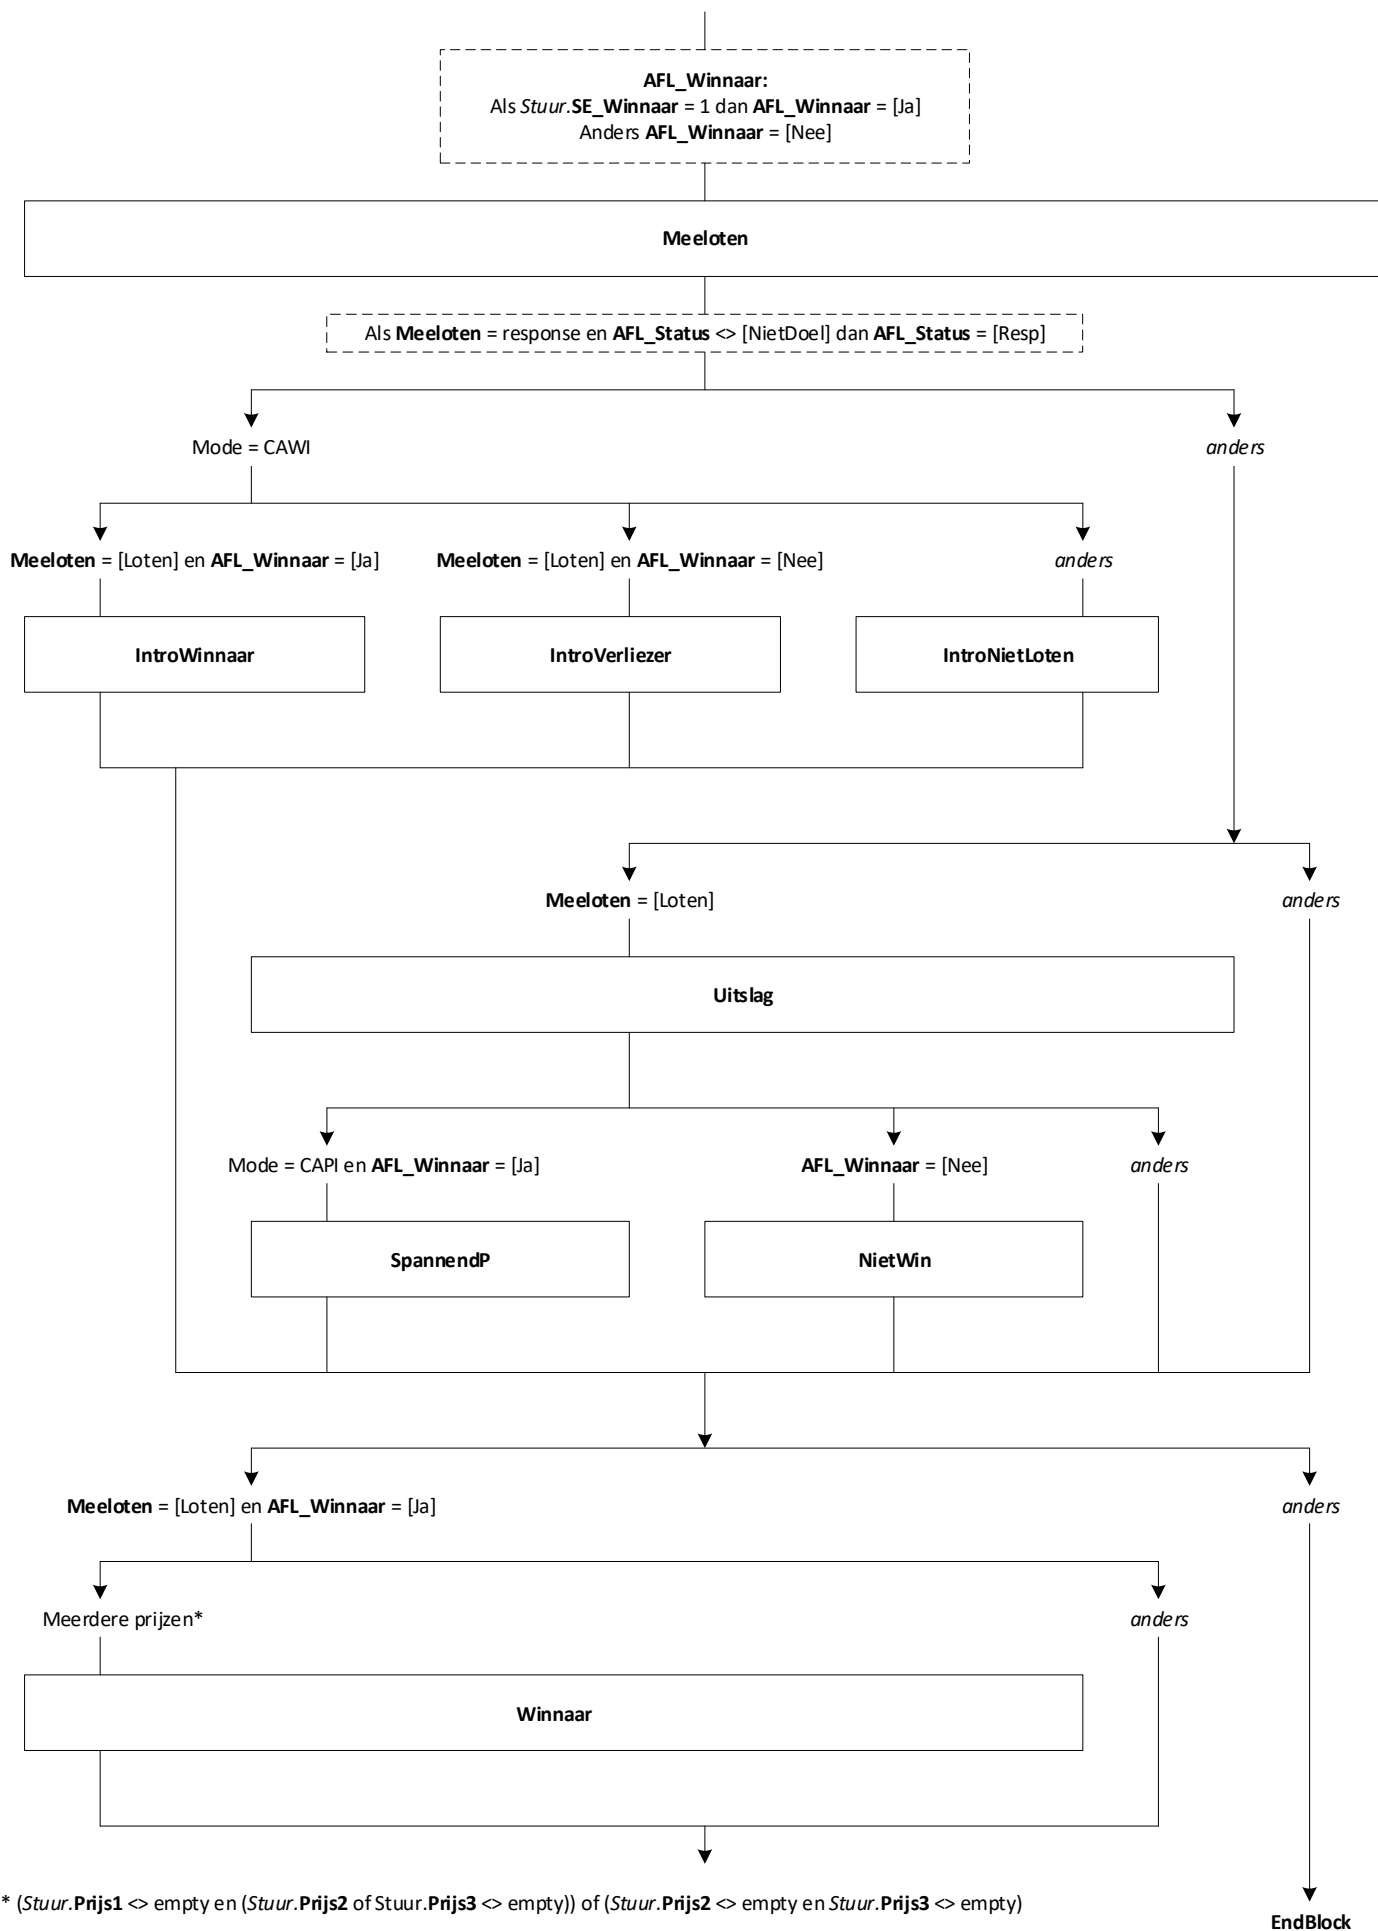 AFL_Winnaar:
Als Stuur.SE_Winnaar = 1 dan AFL_Winnaar = [Ja]
Anders AFL_Winnaar = [Nee]
Meeloten
Als Meeloten = response en AFL_Status <> [NietDoel] dan AFL_Status = [Resp]
Mode = CAWI
anders
Meeloten = [Loten] en AFL_Winnaar = [Ja]
Meeloten = [Loten] en AFL_Winnaar = [Nee]
anders
IntroWinnaar
IntroVerliezer
IntroNietLoten
Meeloten = [Loten]
anders
Uitslag
Mode = CAPI en AFL_Winnaar = [Ja]
AFL_Winnaar = [Nee]
anders
SpannendP
NietWin
Meeloten = [Loten] en AFL_Winnaar = [Ja]
anders
Meerdere prijzen*
anders
Winnaar
* (Stuur.Prijs1 <> empty en (Stuur.Prijs2 of Stuur.Prijs3 <> empty)) of (Stuur.Prijs2 <> empty en Stuur.Prijs3 <> empty)
EndBlock